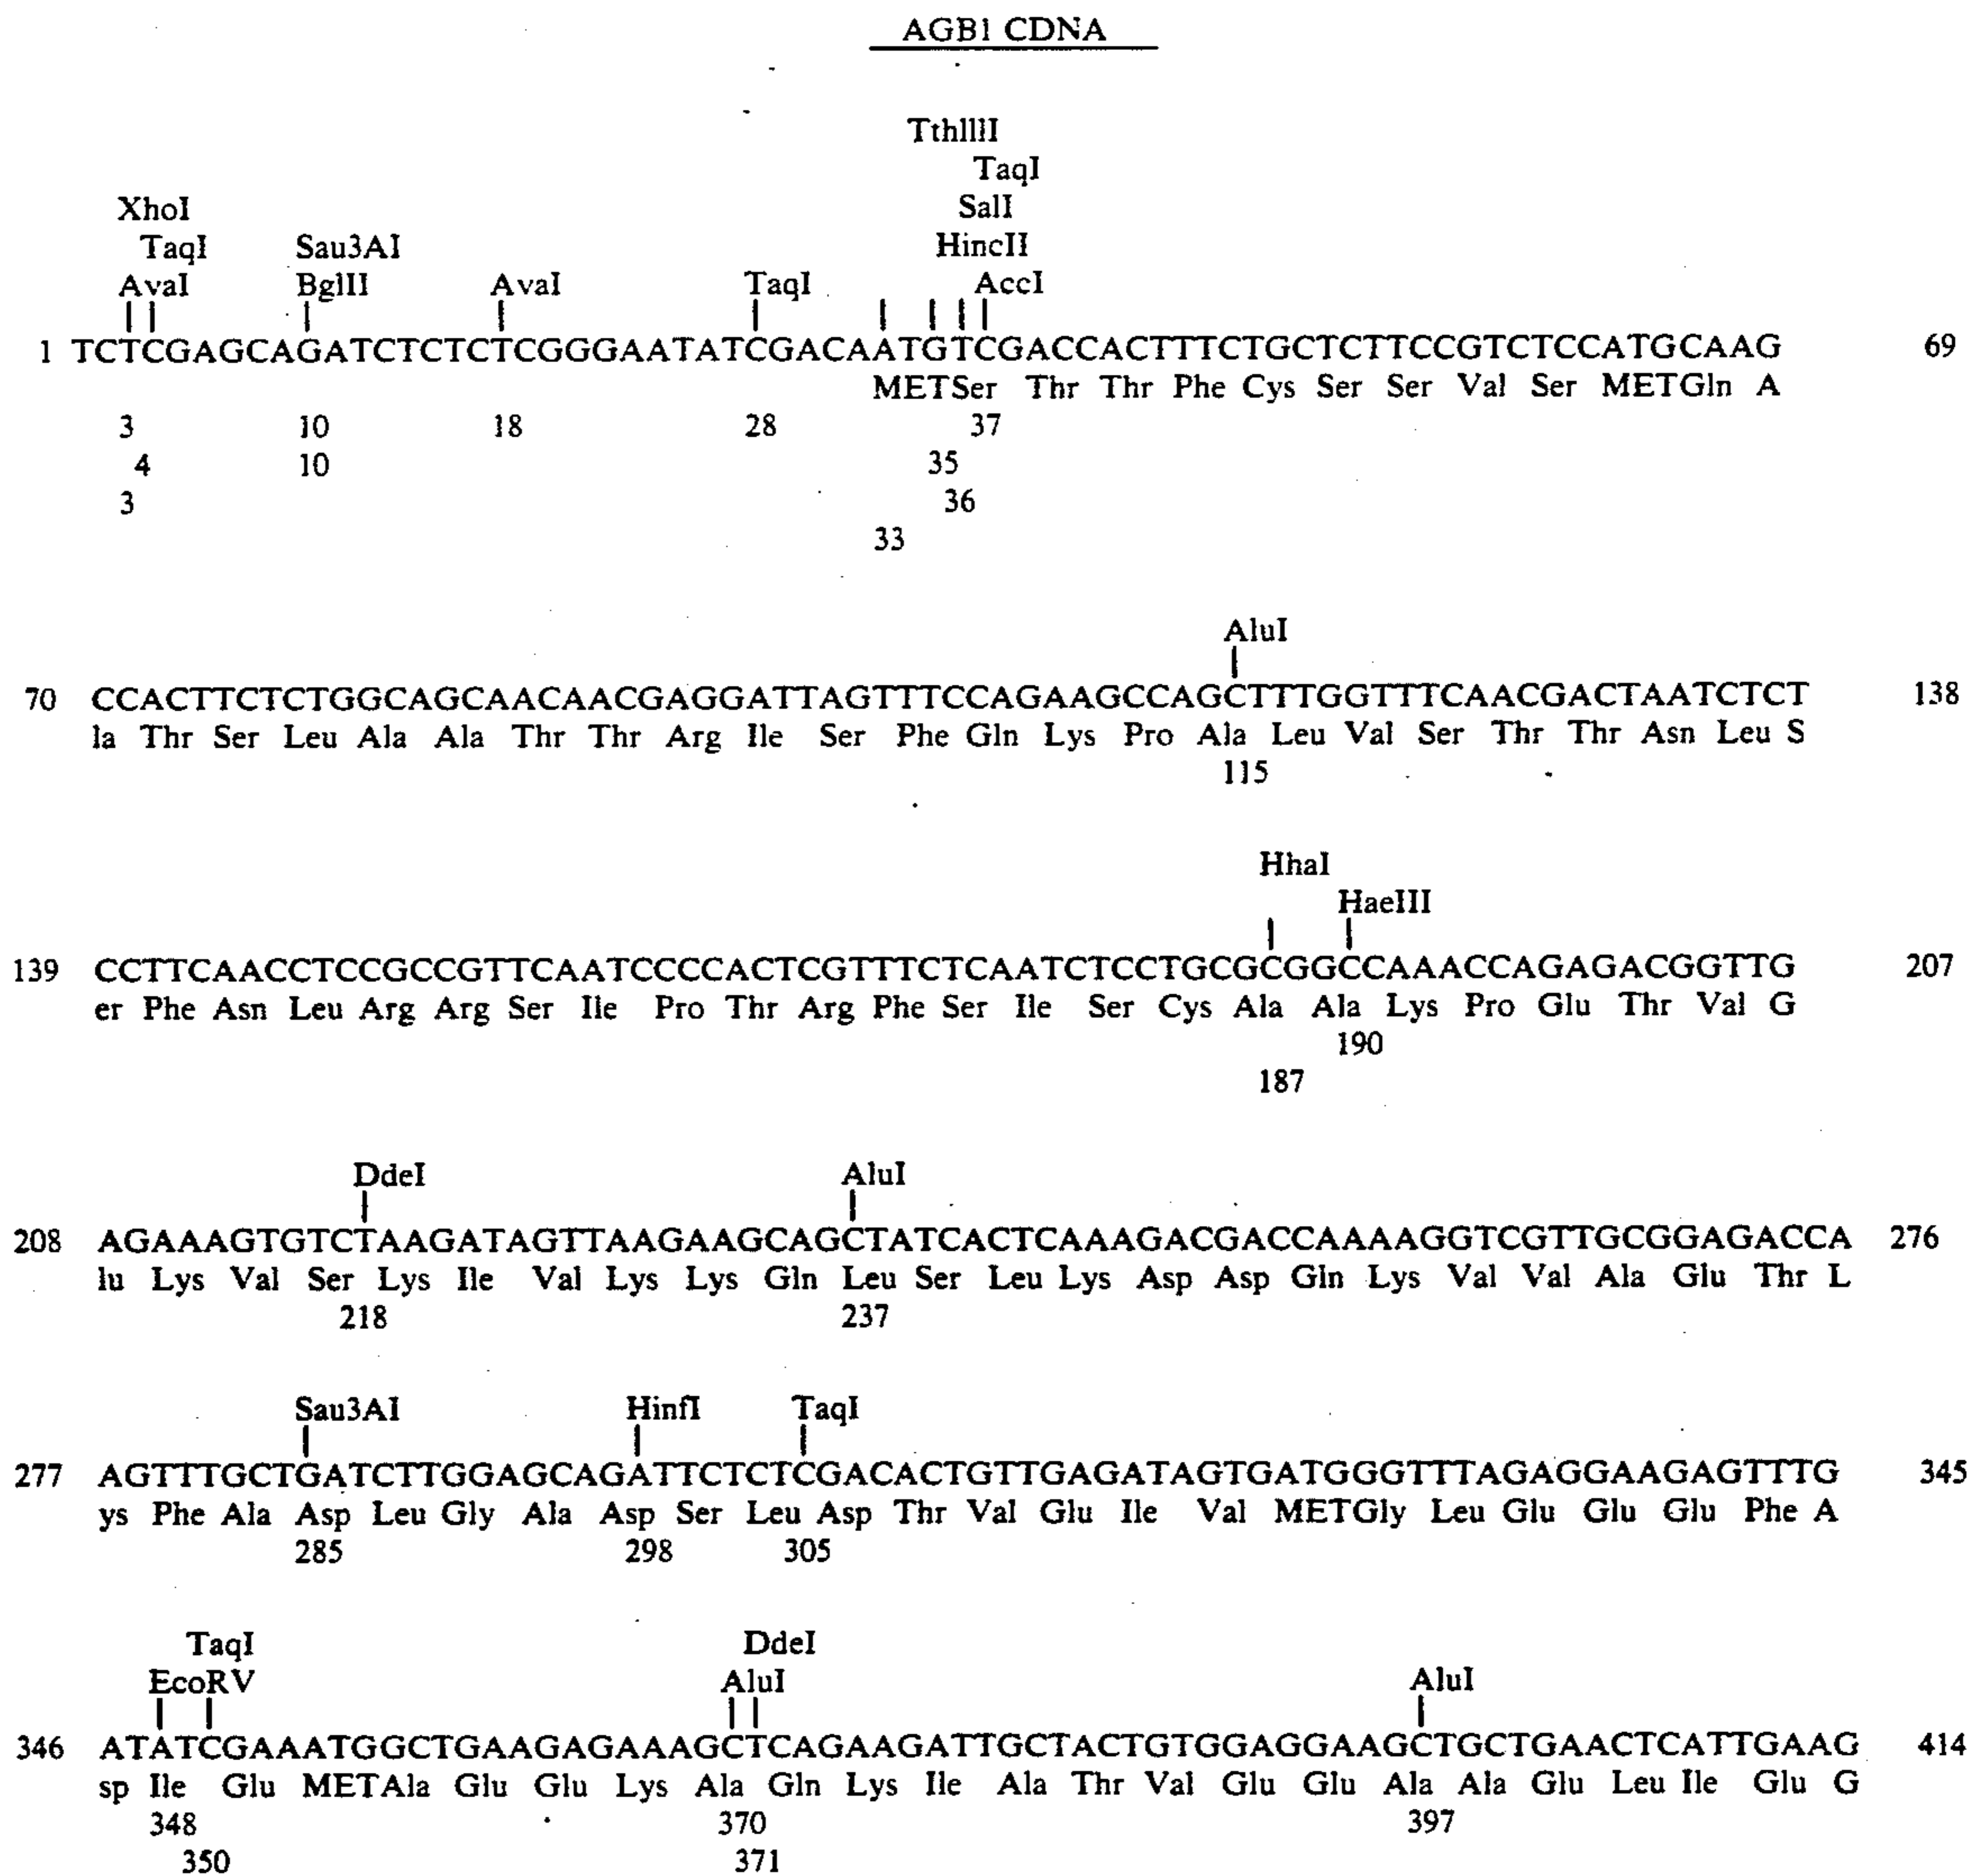 AGB1 CDNA
TthlllI
TaqI
XhoI SalI
TaqI Sau3AI HincII
AvaI BglII AvaI TaqI AccI
1 TCTCGAGCAGATCTCTCTCGGGAATATCGACAATGTCGACCACTTTCTGCTCTTCCGTCTCCATGCAAG 69
METSer Thr Thr Phe Cys Ser Ser Val Ser METGln A
3 10 18 28 37
4 10 35
3 36
33
AluI
70 CCACTTCTCTGGCAGCAACAACGAGGATTAGTTTCCAGAAGCCAGCTTTGGTTTCAACGACTAATCTCT 138
la Thr Ser Leu Ala Ala Thr Thr Arg Ile Ser Phe Gln Lys Pro Ala Leu Val Ser Thr Thr Asn Leu S
115
HhaI
HaeIII
139 CCTTCAACCTCCGCCGTTCAATCCCCACTCGTTTCTCAATCTCCTGCGCGGCCAAACCAGAGACGGTTG 207
er Phe Asn Leu Arg Arg Ser Ile Pro Thr Arg Phe Ser Ile Ser Cys Ala Ala Lys Pro Glu Thr Val G
190
187
DdeI AluI
208 AGAAAGTGTCTAAGATAGTTAAGAAGCAGCTATCACTCAAAGACGACCAAAAGGTCGTTGCGGAGACCA 276
lu Lys Val Ser Lys Ile Val Lys Lys Gln Leu Ser Leu Lys Asp Asp Gln Lys Val Val Ala Glu Thr L
218 237
Sau3AI HinfI TaqI
277 AGTTTGCTGATCTTGGAGCAGATTCTCTCGACACTGTTGAGATAGTGATGGGTTTAGAGGAAGAGTTTG 345
ys Phe Ala Asp Leu Gly Ala Asp Ser Leu Asp Thr Val Glu Ile Val METGly Leu Glu Glu Glu Phe A
285 298 305
TaqI DdeI
EcoRV AluI AluI
346 ATATCGAAATGGCTGAAGAGAAAGCTCAGAAGATTGCTACTGTGGAGGAAGCTGCTGAACTCATTGAAG 414
sp Ile Glu METAla Glu Glu Lys Ala Gln Lys Ile Ala Thr Val Glu Glu Ala Ala Glu Leu Ile Glu G
348 370 397
350 371